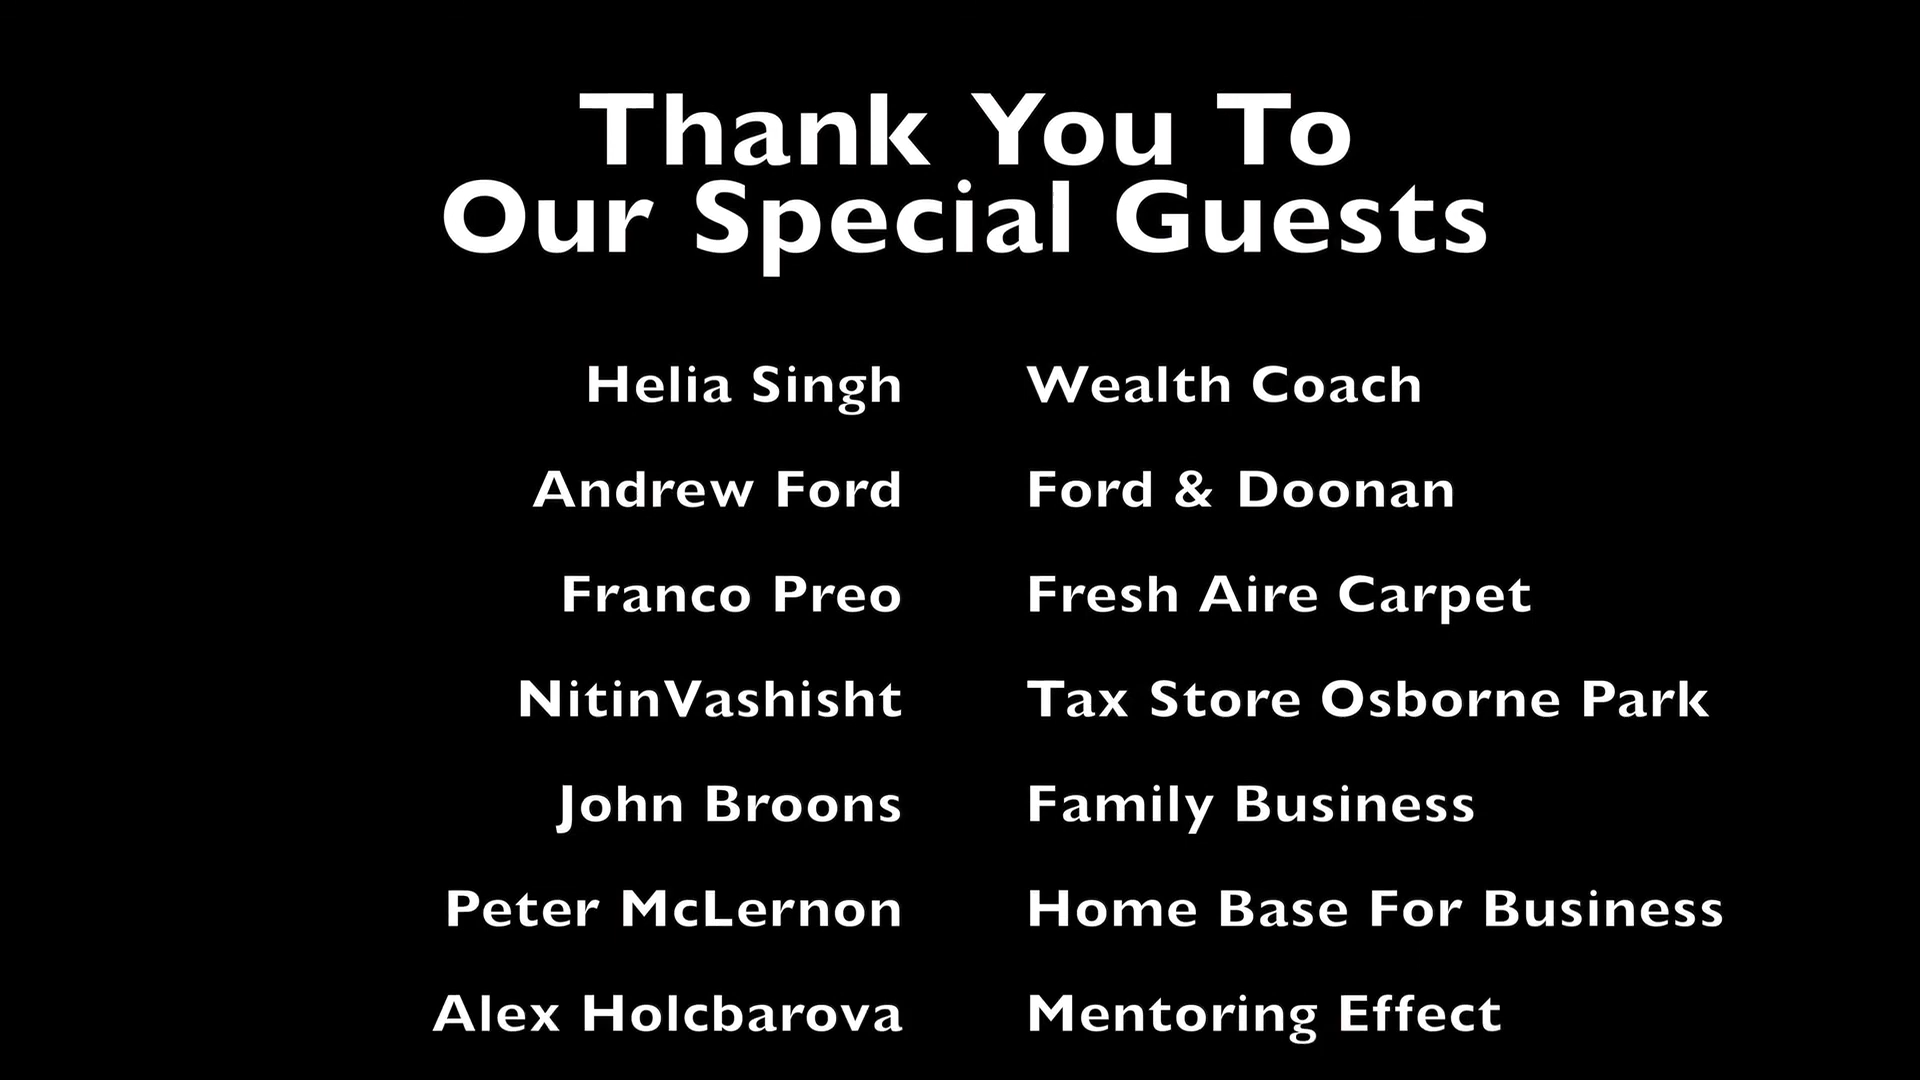 Thank You To
Our Special Guests
Helia Singh Wealth Coach
Andrew Ford Ford & Doonan
Franco Preo Fresh Aire Carpet
NitinVashisht Tax Store Osborne Park
John Broons Family Business
Peter McLernon Home Base For Business
Alex Holcbarova Mentoring Effect